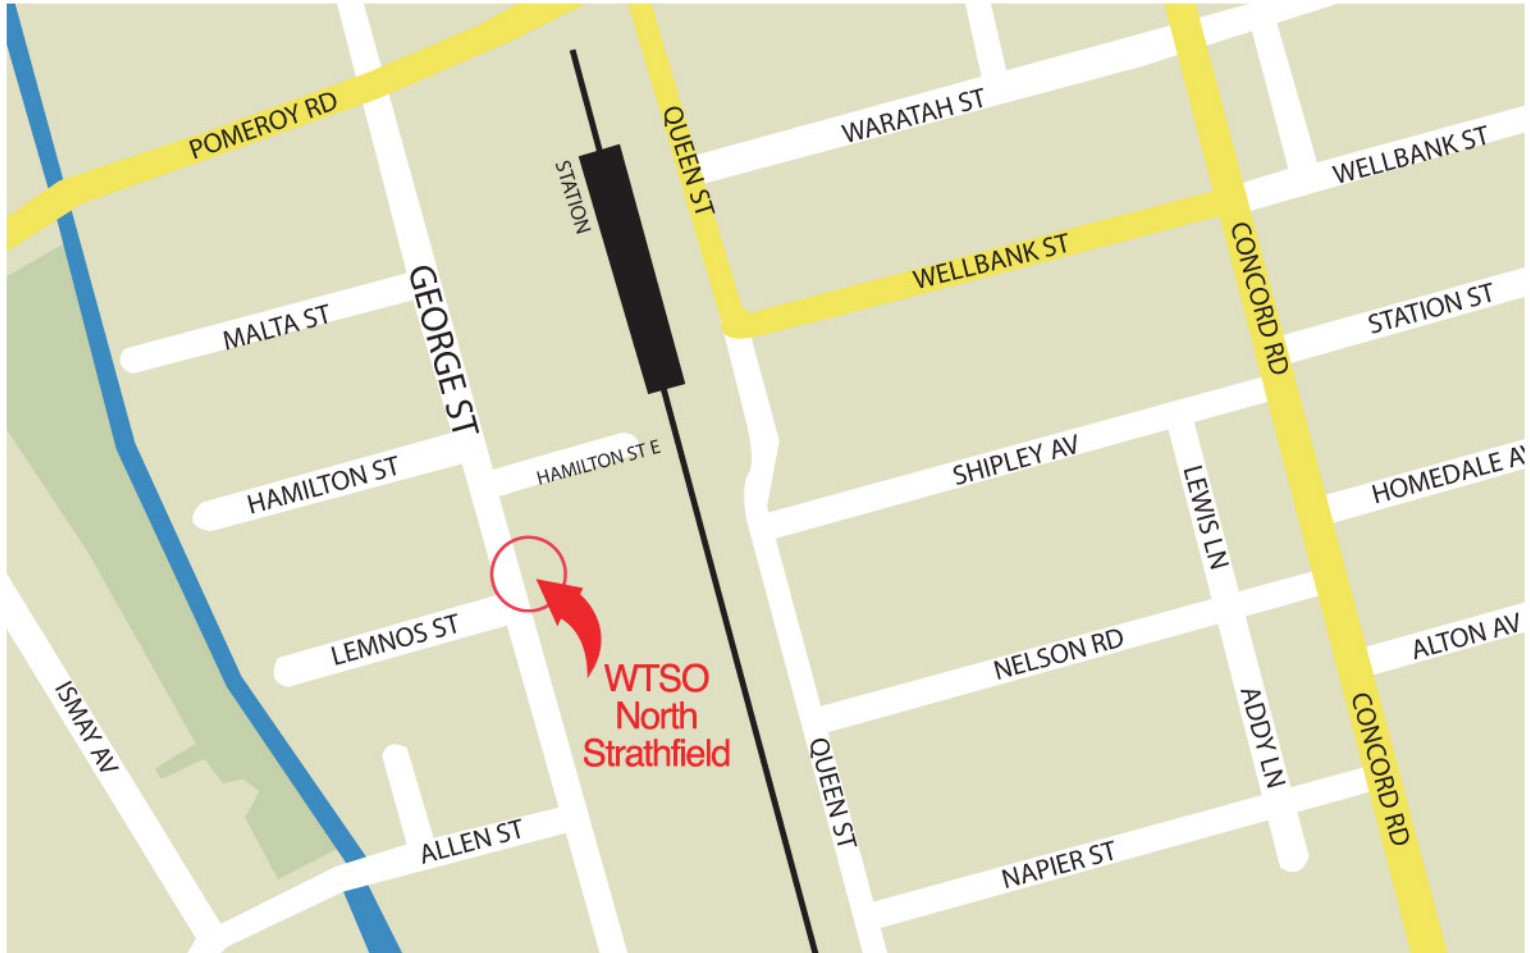 POMEROY RD
QUEEN ST
WARATAH ST
WELLBANK ST
STATION
WELLBANK ST
CONCORD RD
GEORGE ST
MALTA ST
STATION ST
HAMILTON ST
HAMILTON ST E
SHIPLEY AV
LEWIS LN
HOMEDALE AV
LEMNOS ST
NELSON RD
ALTON AV
ISMAY AV
WTSO
North
Strathfield
ADDY LN
CONCORD RD
QUEEN ST
ALLEN ST
NAPIER ST